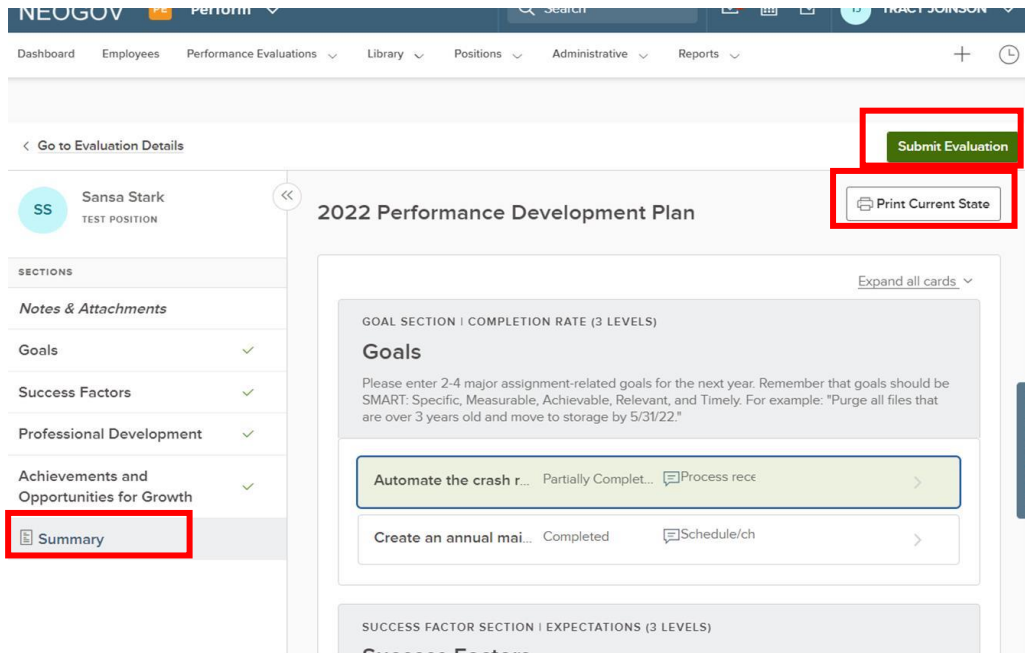 NEOGOV PE Perform Search TJ TRACY JOINSON
Dashboard Employees Performance Evaluations Library Positions Administrative Reports
Go to Evaluation Details
Submit Evaluation
SS Sansa Stark
TEST POSITION
2022 Performance Development Plan
Print Current State
SECTIONS
Notes & Attachments
Goals
Success Factors
Professional Development
Achievements and
Opportunities for Growth
Summary
Expand all cards
GOAL SECTION | COMPLETION RATE (3 LEVELS)
Goals
Please enter 2-4 major assignment-related goals for the next year. Remember that goals should be
SMART: Specific, Measurable, Achievable, Relevant, and Timely. For example: "Purge all files that
are over 3 years old and move to storage by 5/31/22."
Automate the crash r... Partially Complet... Process rece
Create an annual mai... Completed Schedule/ch
SUCCESS FACTOR SECTION | EXPECTATIONS (3 LEVELS)
Success Factors